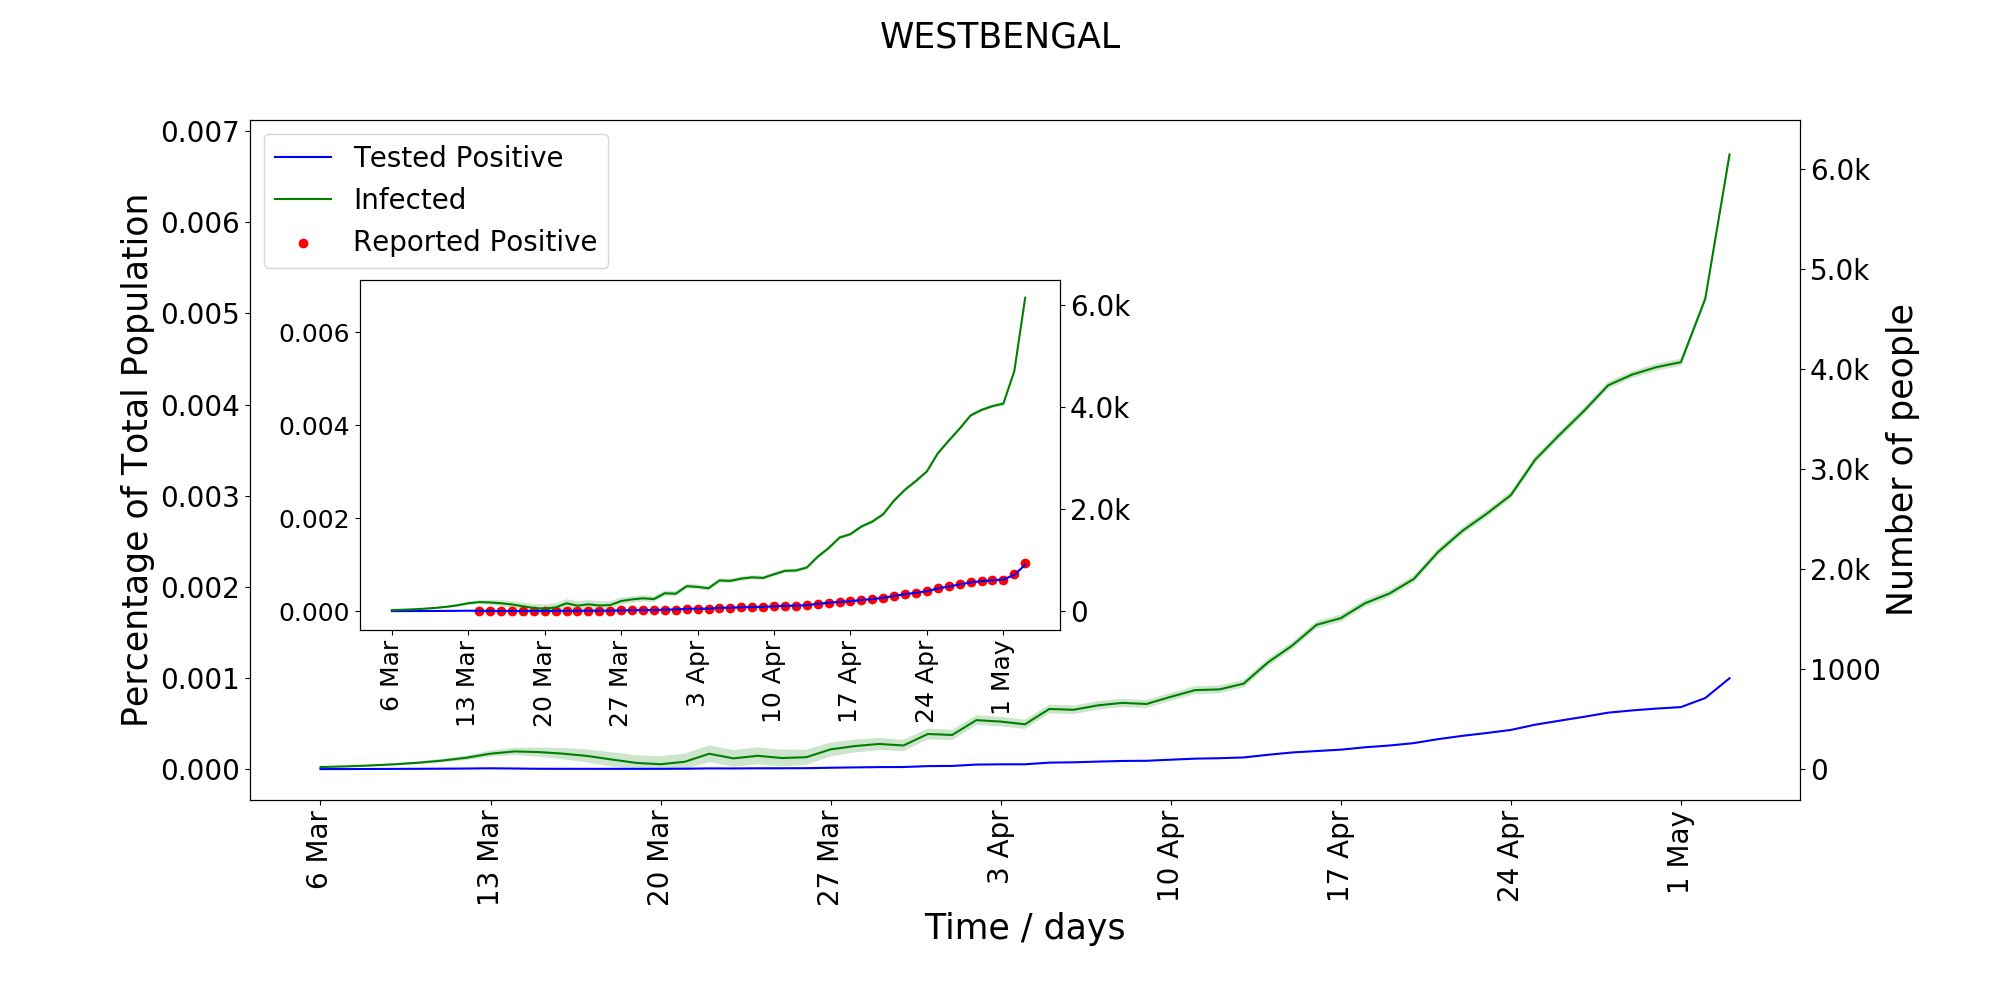 WESTBENGAL
Tested Positive
Infected
Reported Positive
Percentage of Total Population
0.007
0.006
0.005
0.004
0.003
0.002
0.001
0.000
6.0k
5.0k
4.0k
3.0k
2.0k
1000
0
Number of people
0.006
0.004
0.002
0.000
6.0k
4.0k
2.0k
0
6 Mar
13 Mar
20 Mar
27 Mar
3 Apr
10 Apr
17 Apr
24 Apr
1 May
6 Mar
13 Mar
20 Mar
27 Mar
3 Apr
10 Apr
17 Apr
24 Apr
1 May
Time / days